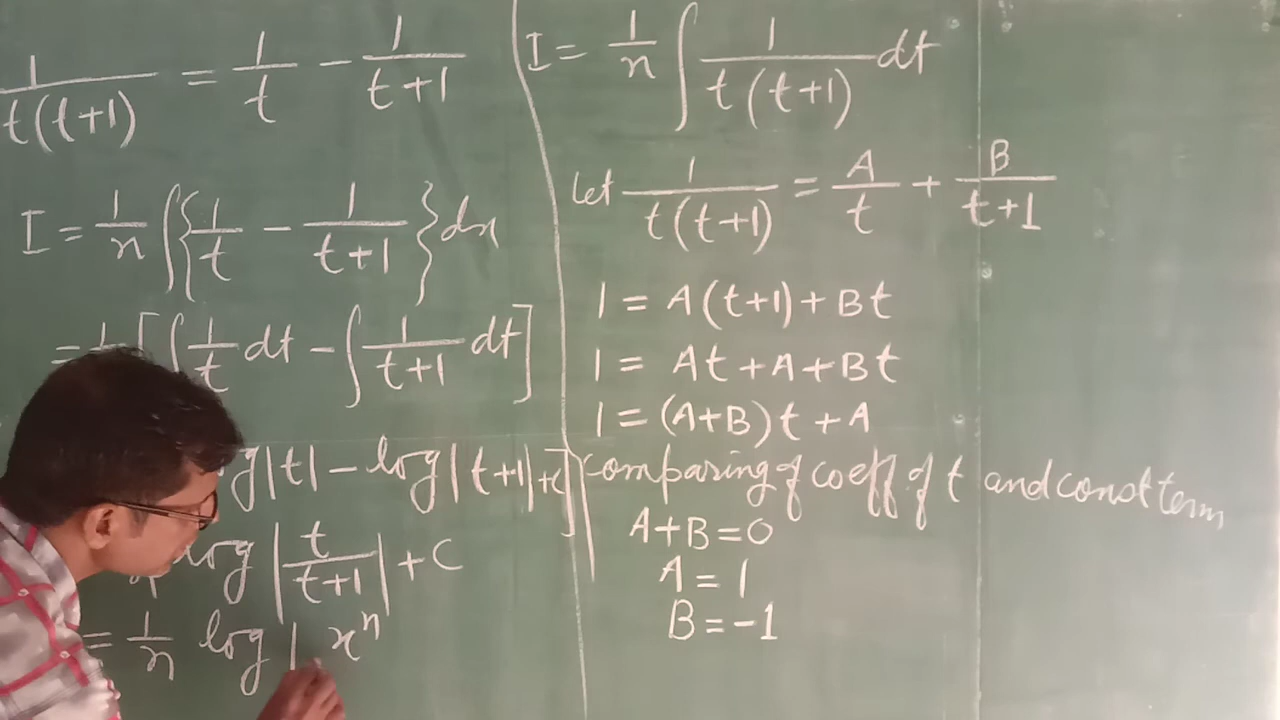 1/t(t+1) = 1/t - 1/t+1
I = 1/n ∫{1/t - 1/t+1}dx
= [∫1/t dt - ∫1/t+1 dt]
g|t| - log|t+1| + C]
log|t/t+1| + C
= 1/n log| x^n
I = 1/n ∫ 1/t(t+1) dt
Let 1/t(t+1) = A/t + B/t+1
1 = A(t+1) + Bt
1 = At + A + Bt
1 = (A+B)t + A
comparing of coeff of t and const term
A+B=0
A = 1
B = -1